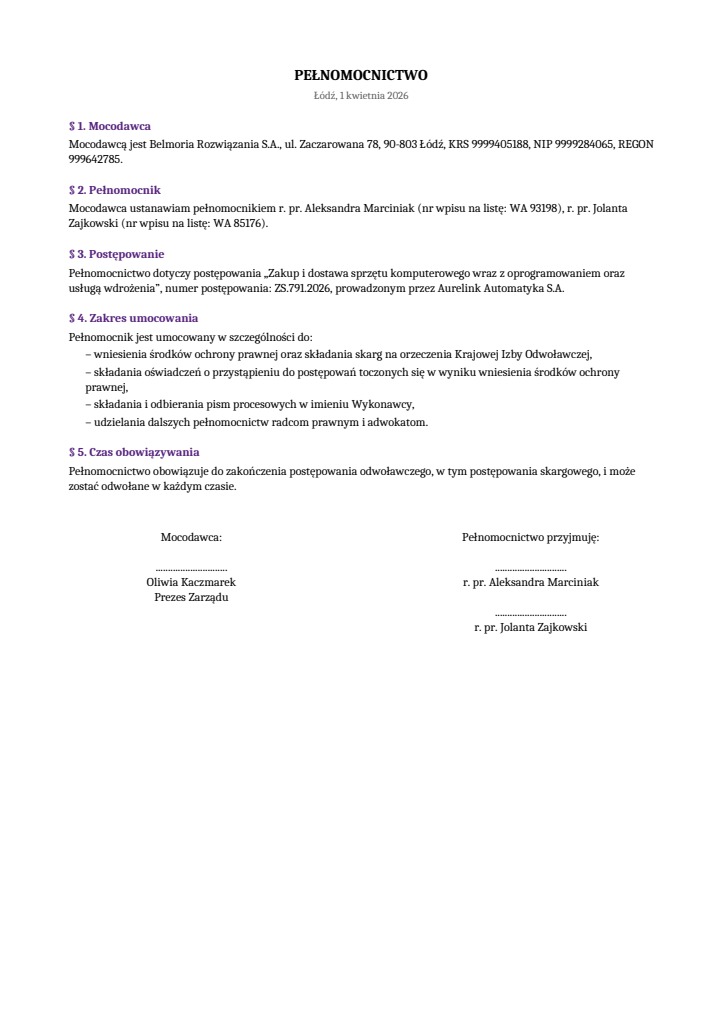 PEŁNOMOCNICTWO
Łódź, 1 kwietnia 2026
§ 1. Mocodawca
Mocodawcą jest Belmoria Rozwiązania S.A., ul. Zaczarowana 78, 90-803 Łódź, KRS 9999405188, NIP 9999284065, REGON
999642785.
§ 2. Pełnomocnik
Mocodawca ustanawiam pełnomocnikiem r. pr. Aleksandra Marciniak (nr wpisu na listę: WA 93198), r. pr. Jolanta
Zajkowski (nr wpisu na listę: WA 85176).
§ 3. Postępowanie
Pełnomocnictwo dotyczy postępowania „Zakup i dostawa sprzętu komputerowego wraz z oprogramowaniem oraz
usługą wdrożenia”, numer postępowania: ZS.791.2026, prowadzonym przez Aurelink Automatyka S.A.
§ 4. Zakres umocowania
Pełnomocnik jest umocowany w szczególności do:
– wniesienia środków ochrony prawnej oraz składania skarg na orzeczenia Krajowej Izby Odwoławczej,
– składania oświadczeń o przystąpieniu do postępowań toczonych się w wyniku wniesienia środków ochrony
prawnej,
– składania i odbierania pism procesowych w imieniu Wykonawcy,
– udzielania dalszych pełnomocnictw radcom prawnym i adwokatom.
§ 5. Czas obowiązywania
Pełnomocnictwo obowiązuje do zakończenia postępowania odwoławczego, w tym postępowania skargowego, i może
zostać odwołane w każdym czasie.
Mocodawca:
.............................
Oliwia Kaczmarek
Prezes Zarządu
Pełnomocnictwo przyjmuję:
.............................
r. pr. Aleksandra Marciniak
.............................
r. pr. Jolanta Zajkowski